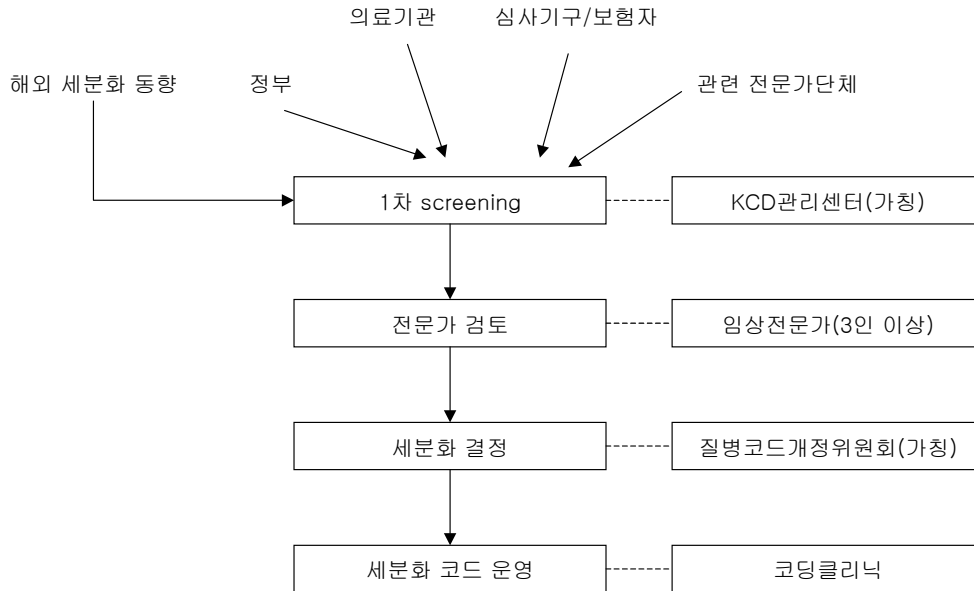 의료기관
심사기구/보험자
해외 세분화 동향
정부
관련 전문가단체
1차 screening
KCD관리센터(가칭)
전문가 검토
임상전문가(3인 이상)
세분화 결정
질병코드개정위원회(가칭)
세분화 코드 운영
코딩클리닉